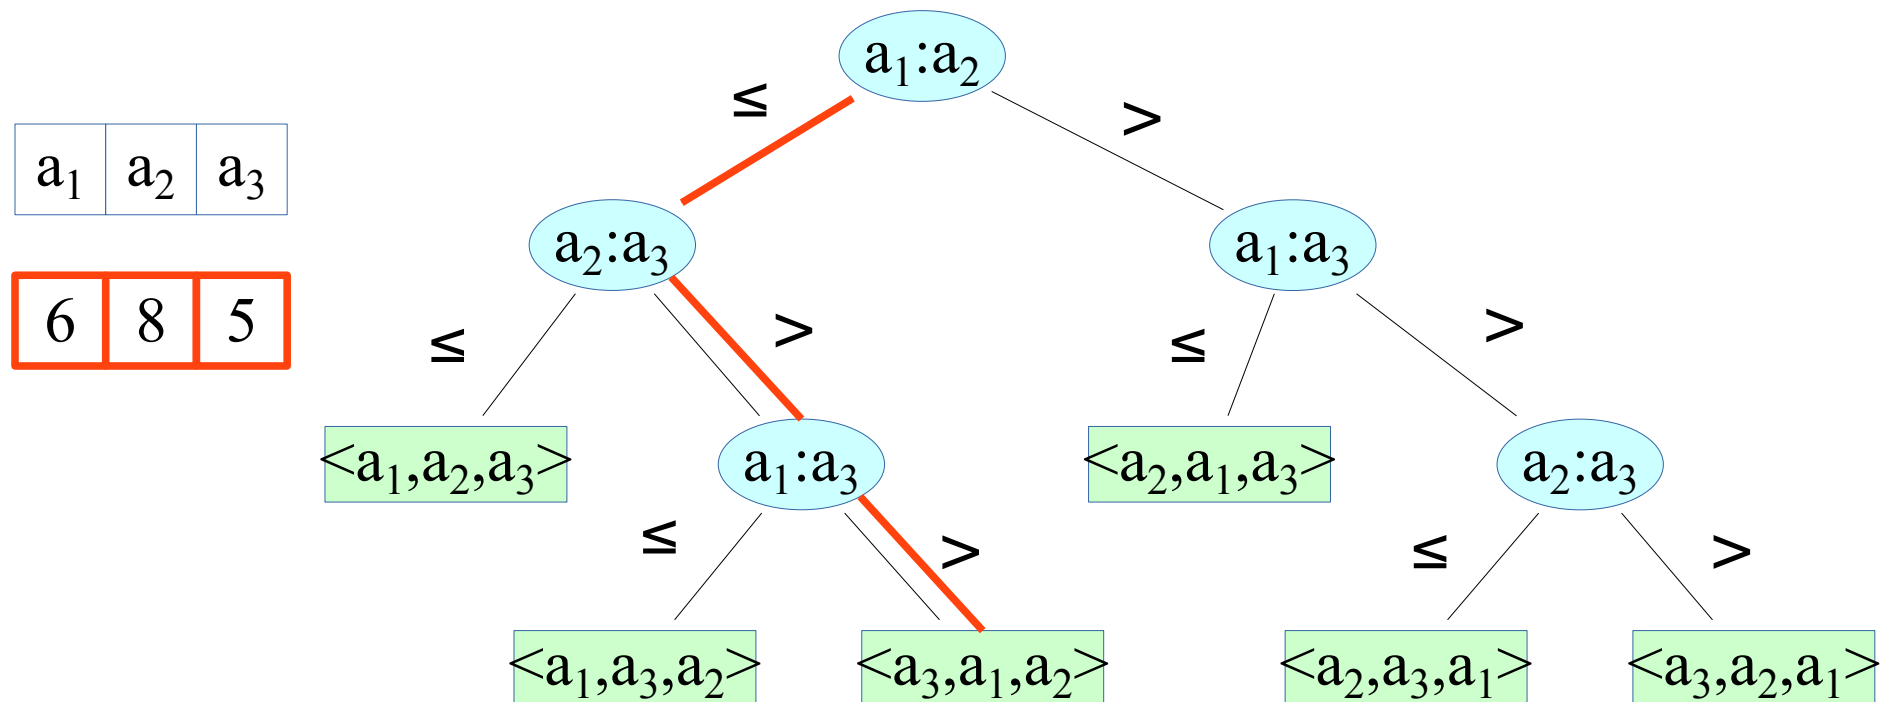 a₁:a₂
≤ >
a₁ a₂ a₃
a₂:a₃ a₁:a₃
6 8 5
≤ > ≤ >
<a₁,a₂,a₃> a₁:a₃ <a₂,a₁,a₃> a₂:a₃
≤ > ≤ >
<a₁,a₃,a₂> <a₃,a₁,a₂> <a₂,a₃,a₁> <a₃,a₂,a₁>